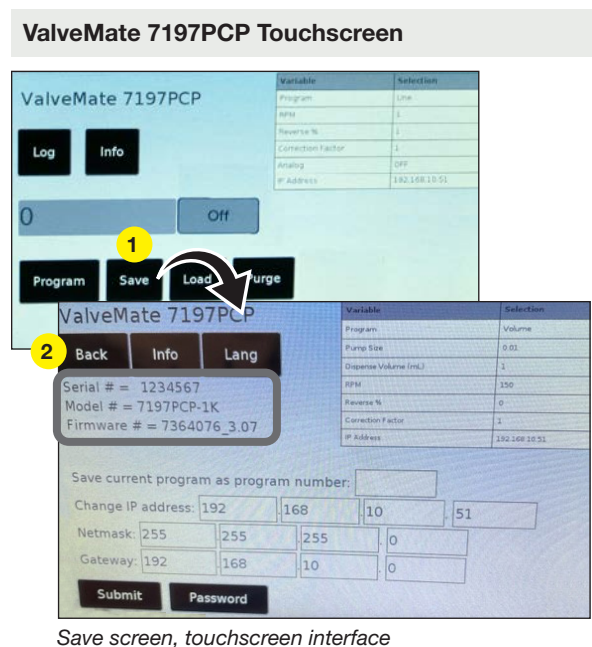 ValveMate 7197PCP Touchscreen
ValveMate 7197PCP
Variable Selection
Program Line
RPM 1
Reverse % 1
Correction Factor 1
Analog OFF
IP Address 192.168.10.51
Log Info
0 Off
1
Program Save Load Purge
ValveMate 7197PCP
2
Back Info Lang
Variable Selection
Program Volume
Pump Size 0.01
Dispense Volume (mL) 1
RPM 150
Reverse % 0
Correction Factor 1
IP Address 192.168.10.51
Serial # = 1234567
Model # = 7197PCP-1K
Firmware # = 7364076_3.07
Save current program as program number:
Change IP address: 192 .168 .10 . 51
Netmask: 255 .255 .255 . 0
Gateway: 192 .168 .10 . 0
Submit Password
Save screen, touchscreen interface